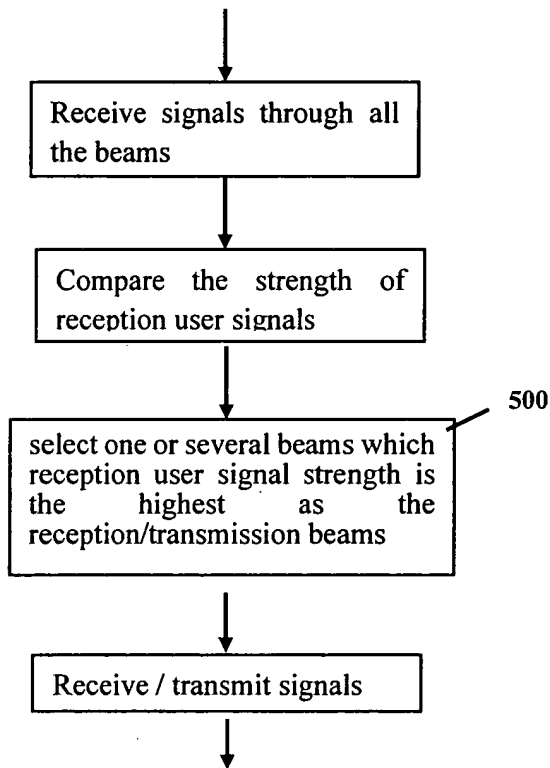 Receive signals through all
the beams
Compare the strength of
reception user signals
500
select one or several beams which
reception user signal strength is
the highest as the
reception/transmission beams
Receive / transmit signals